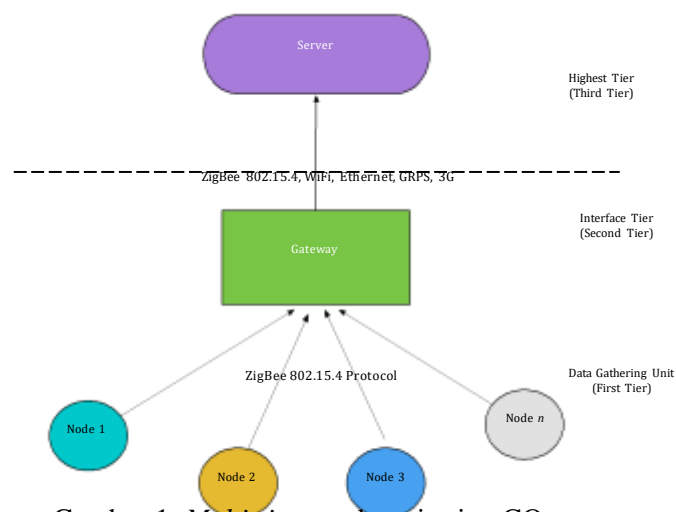 Server
Highest Tier
(Third Tier)
ZigBee 802.15.4, WiFi, Ethernet, GRPS, 3G
Interface Tier
(Second Tier)
Gateway
ZigBee 802.15.4 Protocol
Data Gathering Unit
(First Tier)
Node 1
Node 2
Node 3
Node n